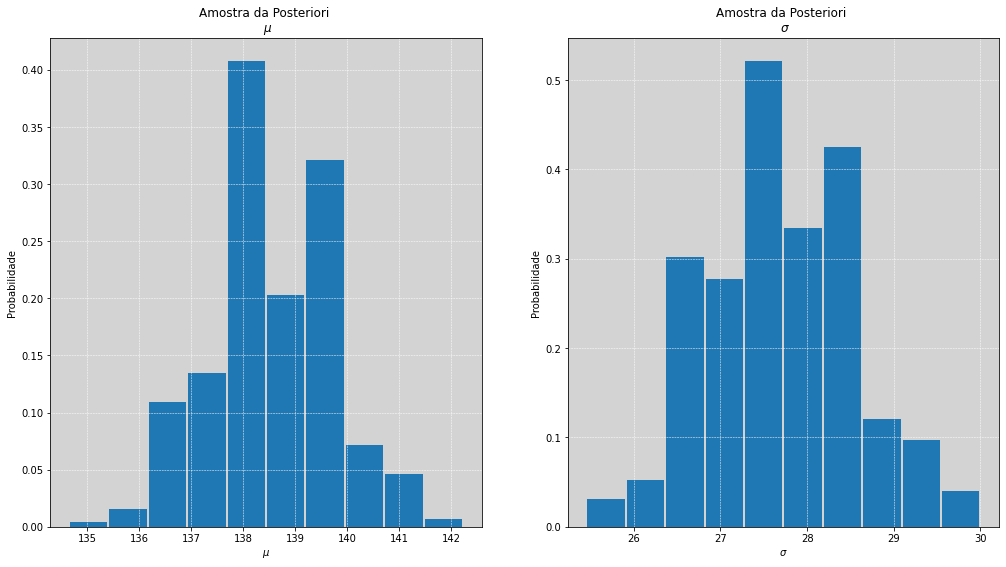 Amostra da Posteriori
μ
Probabilidade
0.40
0.35
0.30
0.25
0.20
0.15
0.10
0.05
0.00
135 136 137 138 139 140 141 142
μ
Amostra da Posteriori
σ
Probabilidade
0.5
0.4
0.3
0.2
0.1
0.0
26 27 28 29 30
σ